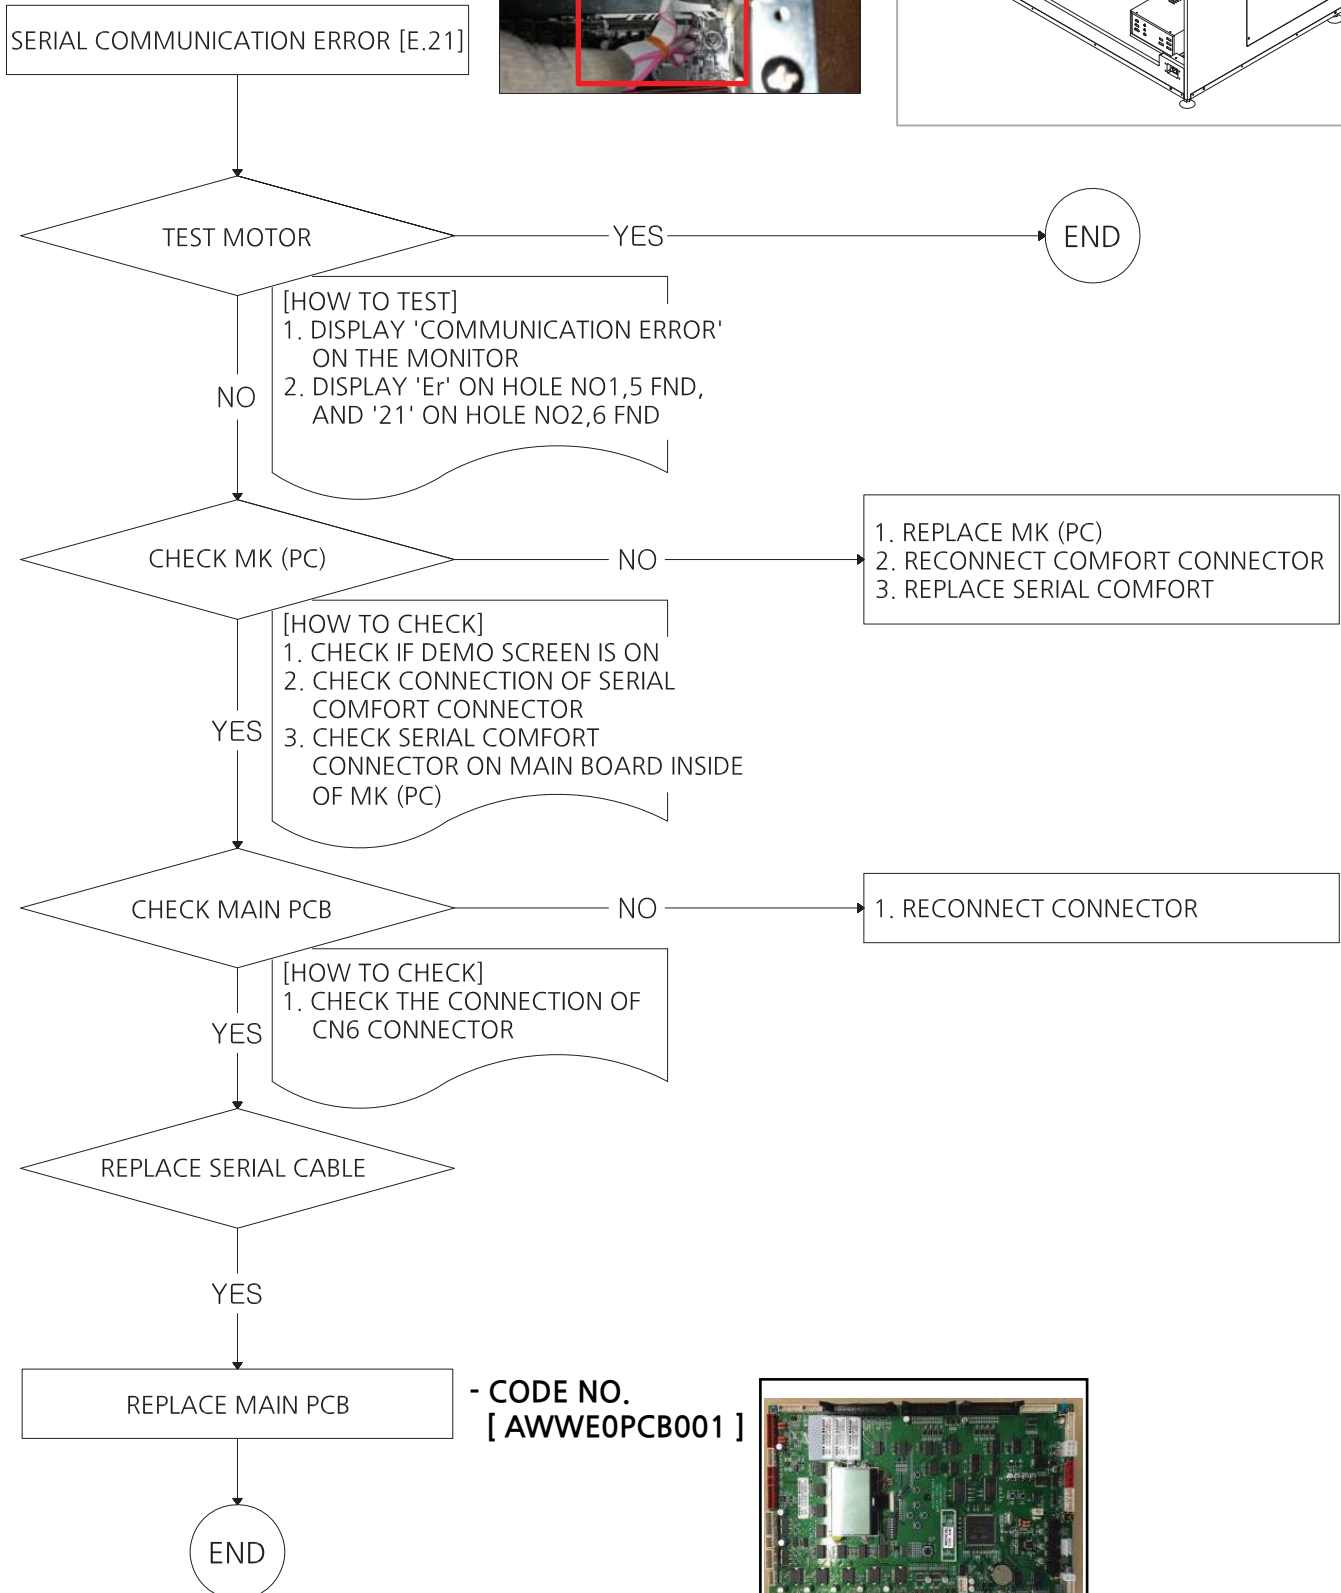 SERIAL COMMUNICATION ERROR [E.21]
TEST MOTOR
YES
END
[HOW TO TEST]
1. DISPLAY 'COMMUNICATION ERROR'
ON THE MONITOR
2. DISPLAY 'Er' ON HOLE NO1,5 FND,
AND '21' ON HOLE NO2,6 FND
NO
CHECK MK (PC)
NO
1. REPLACE MK (PC)
2. RECONNECT COMFORT CONNECTOR
3. REPLACE SERIAL COMFORT
[HOW TO CHECK]
1. CHECK IF DEMO SCREEN IS ON
2. CHECK CONNECTION OF SERIAL
COMFORT CONNECTOR
3. CHECK SERIAL COMFORT
CONNECTOR ON MAIN BOARD INSIDE
OF MK (PC)
YES
CHECK MAIN PCB
NO
1. RECONNECT CONNECTOR
[HOW TO CHECK]
1. CHECK THE CONNECTION OF
CN6 CONNECTOR
YES
REPLACE SERIAL CABLE
YES
REPLACE MAIN PCB
- CODE NO.
[ AWWE0PCB001 ]
END